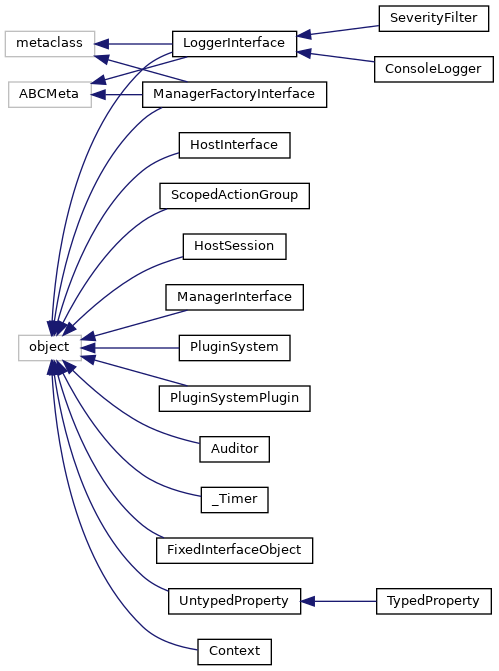 SeverityFilter
metaclass
LoggerInterface
ConsoleLogger
ABCMeta
ManagerFactoryInterface
HostInterface
ScopedActionGroup
HostSession
ManagerInterface
object
PluginSystem
PluginSystemPlugin
Auditor
_Timer
FixedInterfaceObject
UntypedProperty
TypedProperty
Context